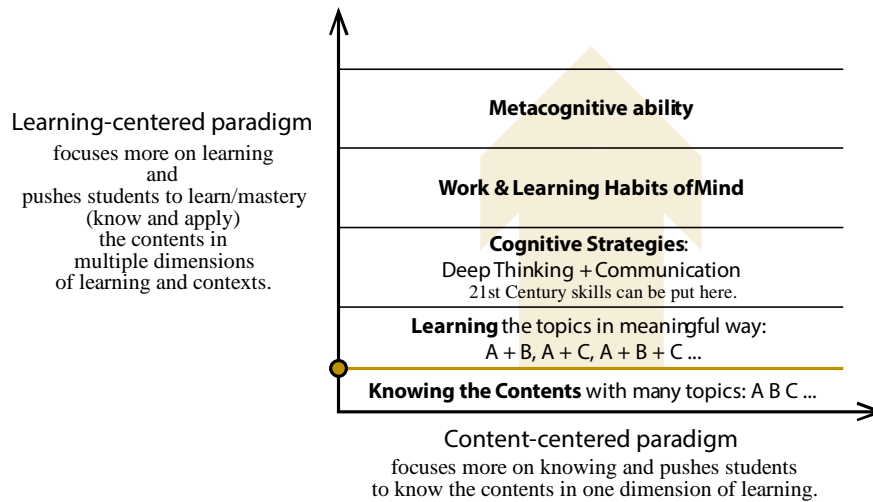 Metacognitive ability
Learning-centered paradigm
focuses more on learning
and
pushes students to learn/mastery
(know and apply)
the contents in
multiple dimensions
of learning and contexts.
Work & Learning Habits of Mind
Cognitive Strategies:
Deep Thinking + Communication
21st Century skills can be put here.
Learning the topics in meaningful way:
A + B, A + C, A + B + C ...
Knowing the Contents with many topics: A B C ...
Content-centered paradigm
focuses more on knowing and pushes students
to know the contents in one dimension of learning.